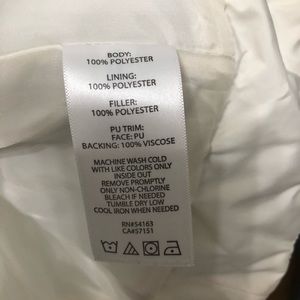 BODY:
100% POLYESTER
LINING:
100% POLYESTER
FILLER:
100% POLYESTER
PU TRIM:
FACE: PU
BACKING: 100% VISCOSE
MACHINE WASH COLD
WITH LIKE COLORS ONLY
INSIDE OUT
REMOVE PROMPTLY
ONLY NON-CHLORINE
BLEACH IF NEEDED
TUMBLE DRY LOW
COOL IRON WHEN NEEDED
RN#54163
CA#57151